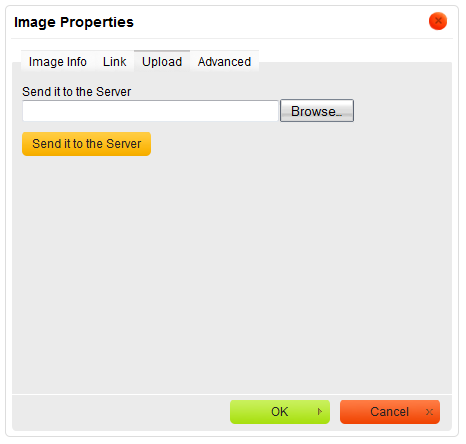 Image Properties
Image Info Link Upload Advanced
Send it to the Server
Browse...
Send it to the Server
OK Cancel